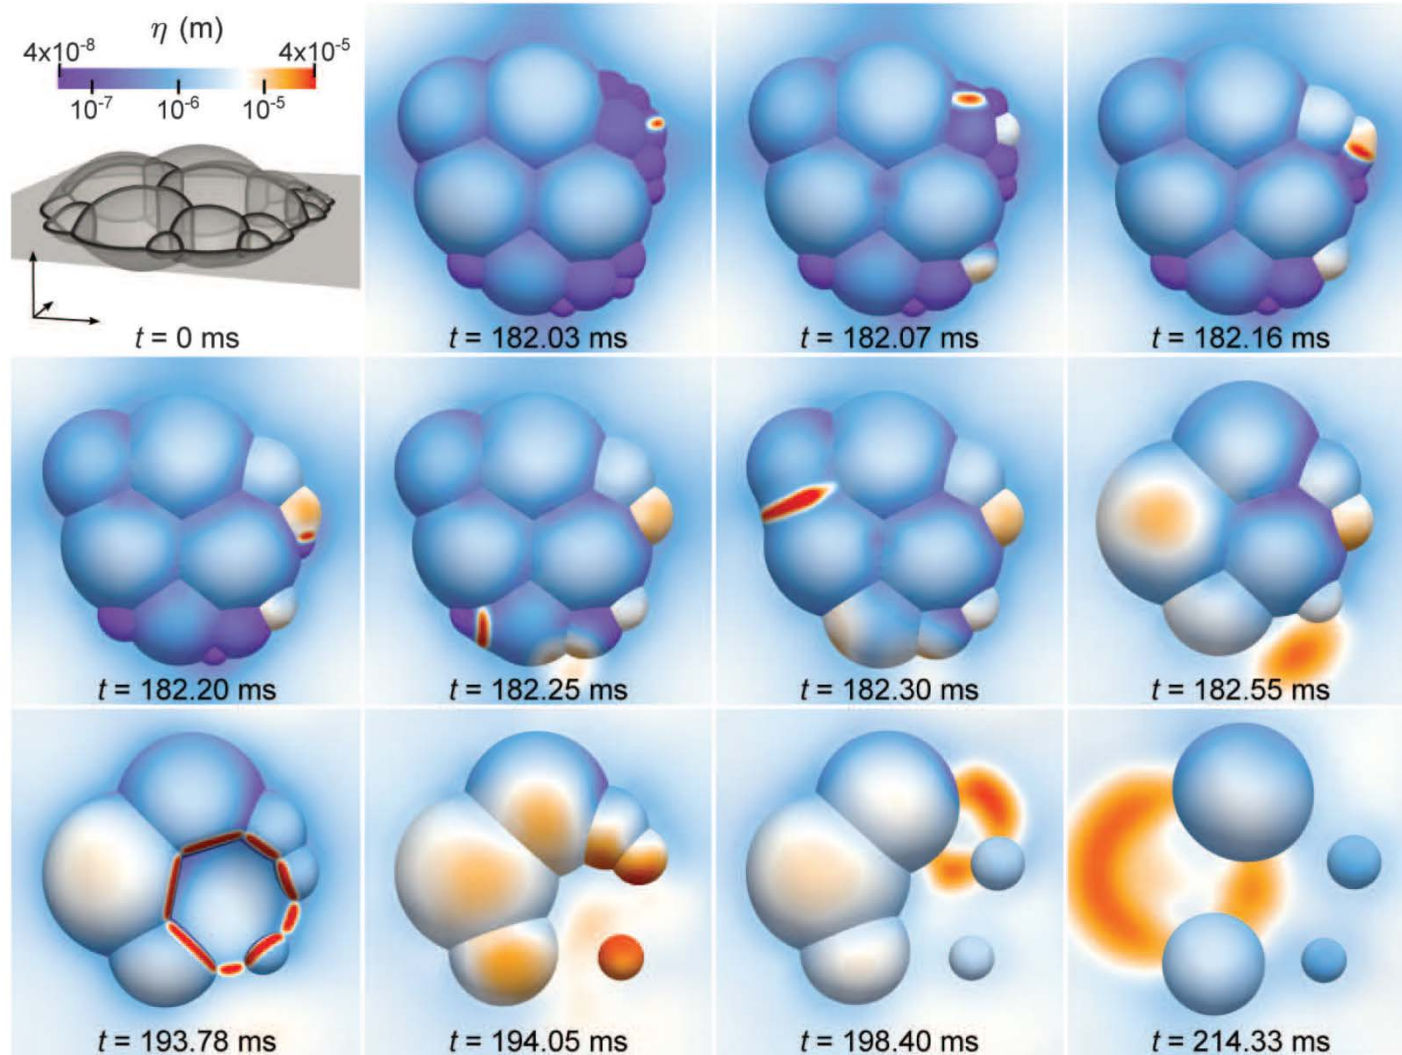 η (m)
4x10⁻⁸ 4x10⁻⁵
10⁻⁷ 10⁻⁶ 10⁻⁵
t = 0 ms
t = 182.03 ms
t = 182.07 ms
t = 182.16 ms
t = 182.20 ms
t = 182.25 ms
t = 182.30 ms
t = 182.55 ms
t = 193.78 ms
t = 194.05 ms
t = 198.40 ms
t = 214.33 ms